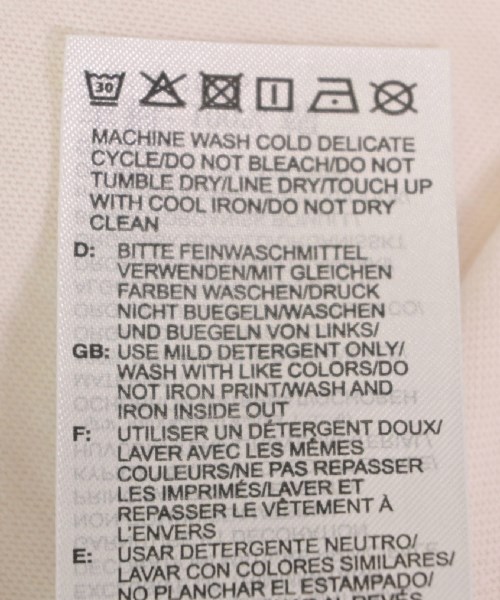 30
MACHINE WASH COLD DELICATE
CYCLE/DO NOT BLEACH/DO NOT
TUMBLE DRY/LINE DRY/TOUCH UP
WITH COOL IRON/DO NOT DRY
CLEAN
D: BITTE FEINWASCHMITTEL
VERWENDEN/MIT GLEICHEN
FARBEN WASCHEN/DRUCK
NICHT BUEGELN/WASCHEN
UND BUEGELN VON LINKS/
GB: USE MILD DETERGENT ONLY/
WASH WITH LIKE COLORS/DO
NOT IRON PRINT/WASH AND
IRON INSIDE OUT
F: UTILISER UN DÉTERGENT DOUX/
LAVER AVEC LES MÊMES
COULEURS/NE PAS REPASSER
LES IMPRIMÉS/LAVER ET
REPASSER LE VÊTEMENT À
L'ENVERS
E: USAR DETERGENTE NEUTRO/
LAVAR CON COLORES SIMILARES/
NO PLANCHAR EL ESTAMPADO/
AL REVÉS